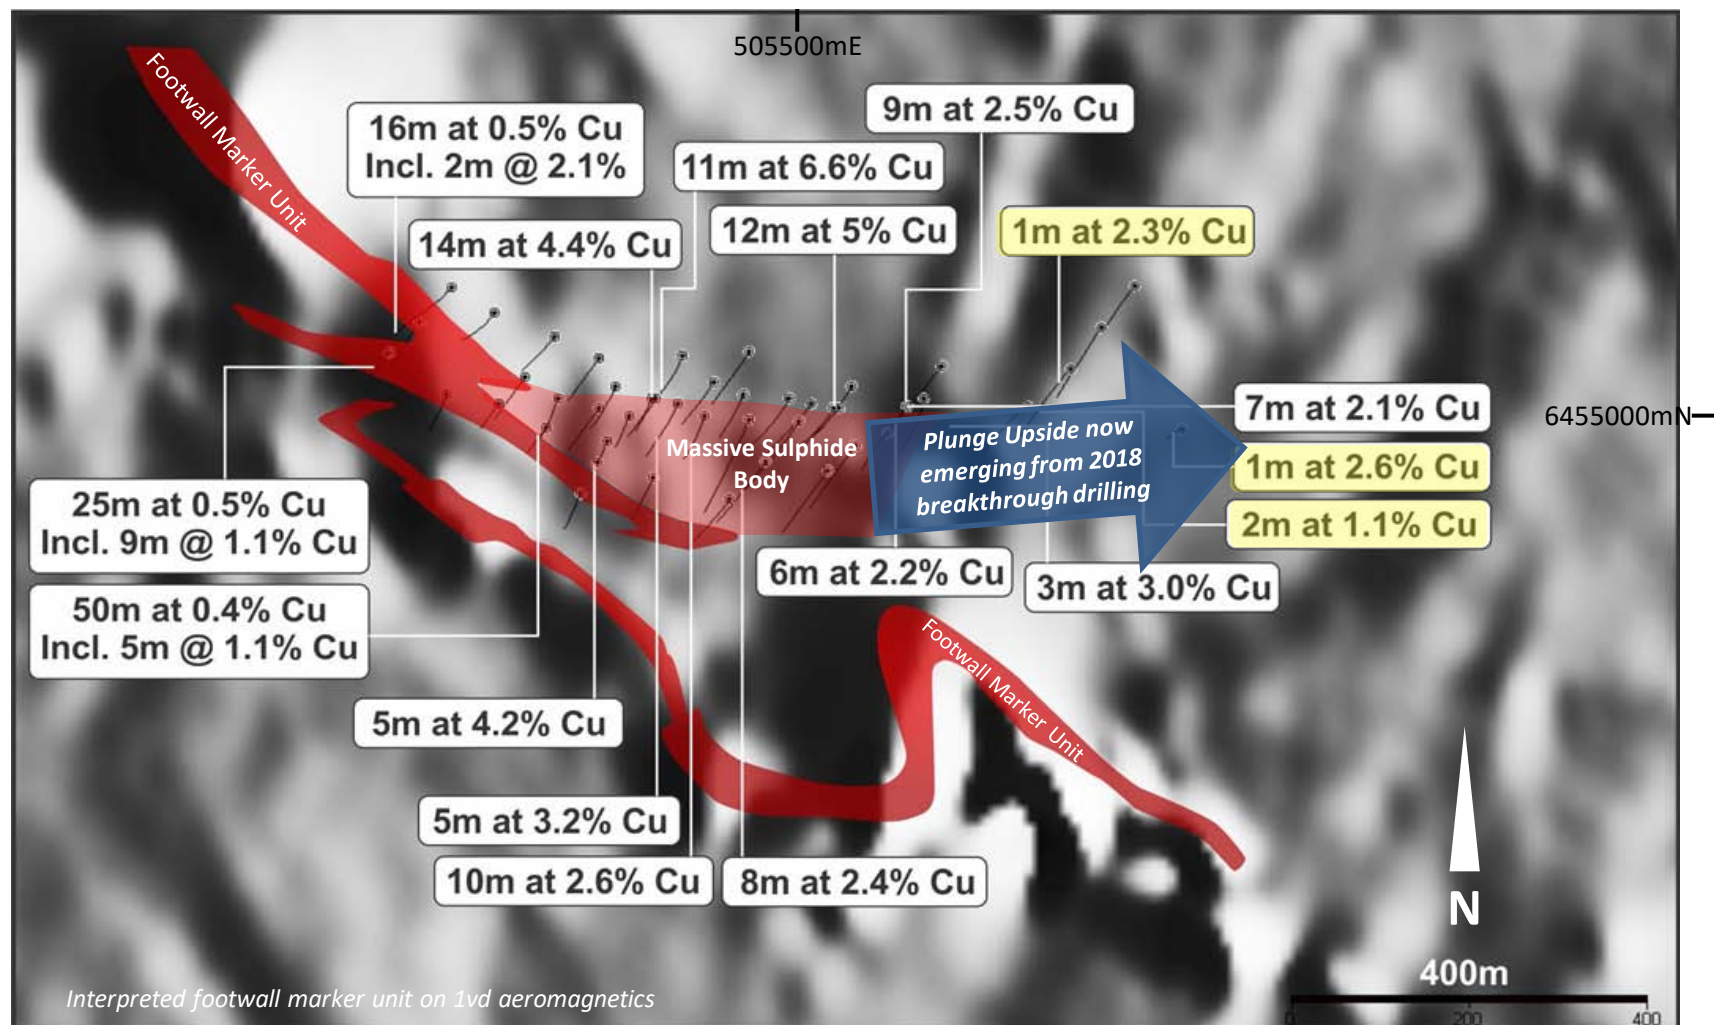 505500mE
Footwall Marker Unit
16m at 0.5% Cu
Incl. 2m @ 2.1%
9m at 2.5% Cu
11m at 6.6% Cu
14m at 4.4% Cu
12m at 5% Cu
1m at 2.3% Cu
7m at 2.1% Cu
6455000mN
Massive Sulphide
Body
Plunge Upside now
emerging from 2018
breakthrough drilling
1m at 2.6% Cu
2m at 1.1% Cu
25m at 0.5% Cu
Incl. 9m @ 1.1% Cu
6m at 2.2% Cu
3m at 3.0% Cu
50m at 0.4% Cu
Incl. 5m @ 1.1% Cu
Footwall Marker Unit
5m at 4.2% Cu
5m at 3.2% Cu
10m at 2.6% Cu
8m at 2.4% Cu
N
400m
0 200 400
Interpreted footwall marker unit on 1vd aeromagnetics